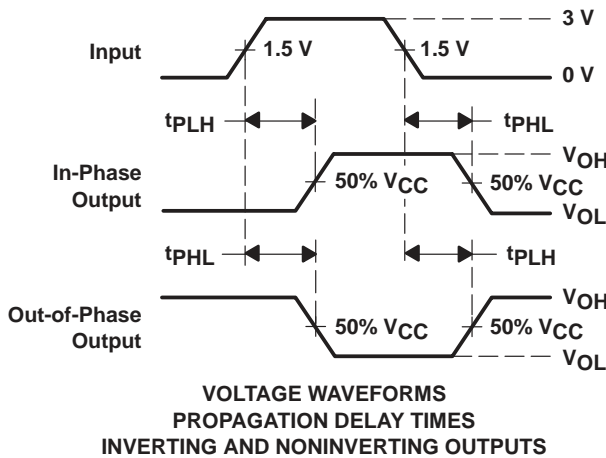 3 V
Input
1.5 V
1.5 V
0 V
tPLH
tPHL
In-Phase
Output
VOH
50% VCC
50% VCC
VOL
tPHL
tPLH
Out-of-Phase
Output
VOH
50% VCC
50% VCC
VOL
VOLTAGE WAVEFORMS
PROPAGATION DELAY TIMES
INVERTING AND NONINVERTING OUTPUTS